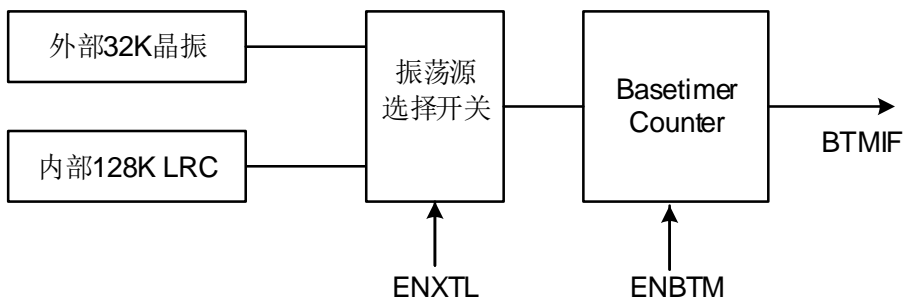 外部32K晶振
内部128K LRC
振荡源
选择开关
Basetimer
Counter
BTMIF
ENXTL
ENBTM